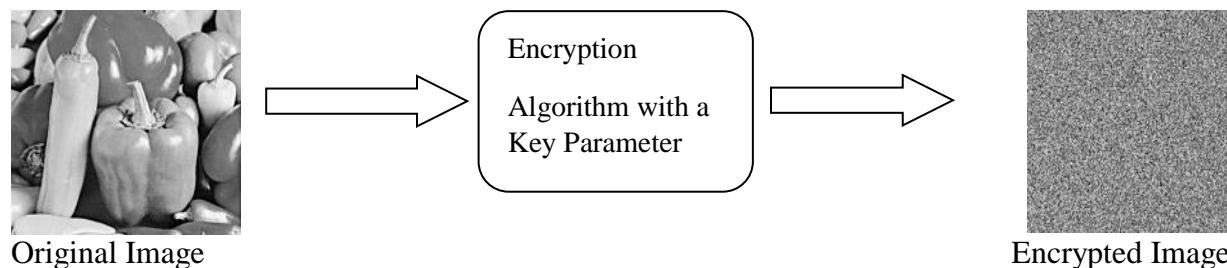 Encryption
Algorithm with a
Key Parameter
Original Image
Encrypted Image